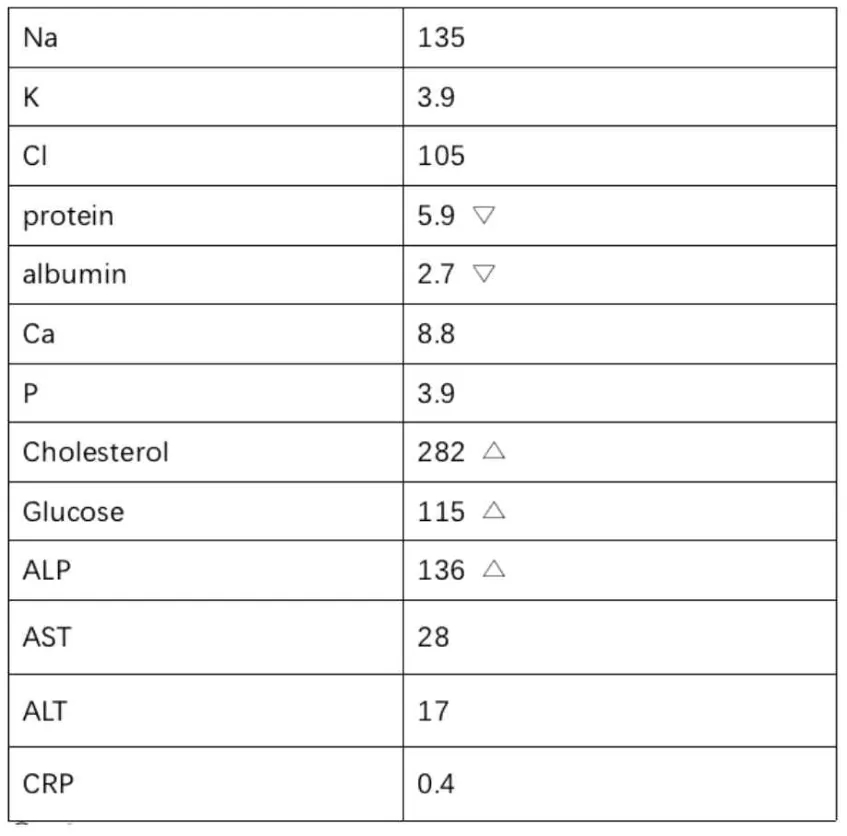 Na 135
K 3.9
Cl 105
protein 5.9 ▽
albumin 2.7 ▽
Ca 8.8
P 3.9
Cholesterol 282 △
Glucose 115 △
ALP 136 △
AST 28
ALT 17
CRP 0.4